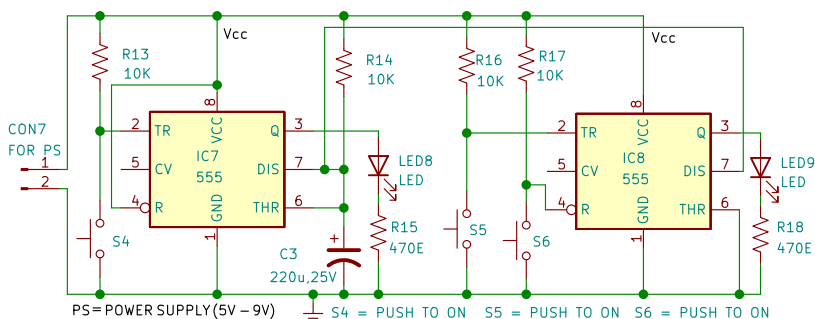 Vcc
Vcc
R13
10K
R14
10K
R16
10K
R17
10K
CON7
FOR PS
1
2
8
VCC
2
TR
Q
3
5
CV
IC7
555
DIS
7
4
R
GND
THR
6
1
S4
C3
+
220u,25V
LED8
LED
R15
470E
8
VCC
2
TR
Q
3
5
CV
IC8
555
DIS
7
4
R
GND
THR
6
1
S5
S6
LED9
LED
R18
470E
PS=POWER SUPPLY(5V – 9V)
S4 = PUSH TO ON
S5 = PUSH TO ON
S6 = PUSH TO ON